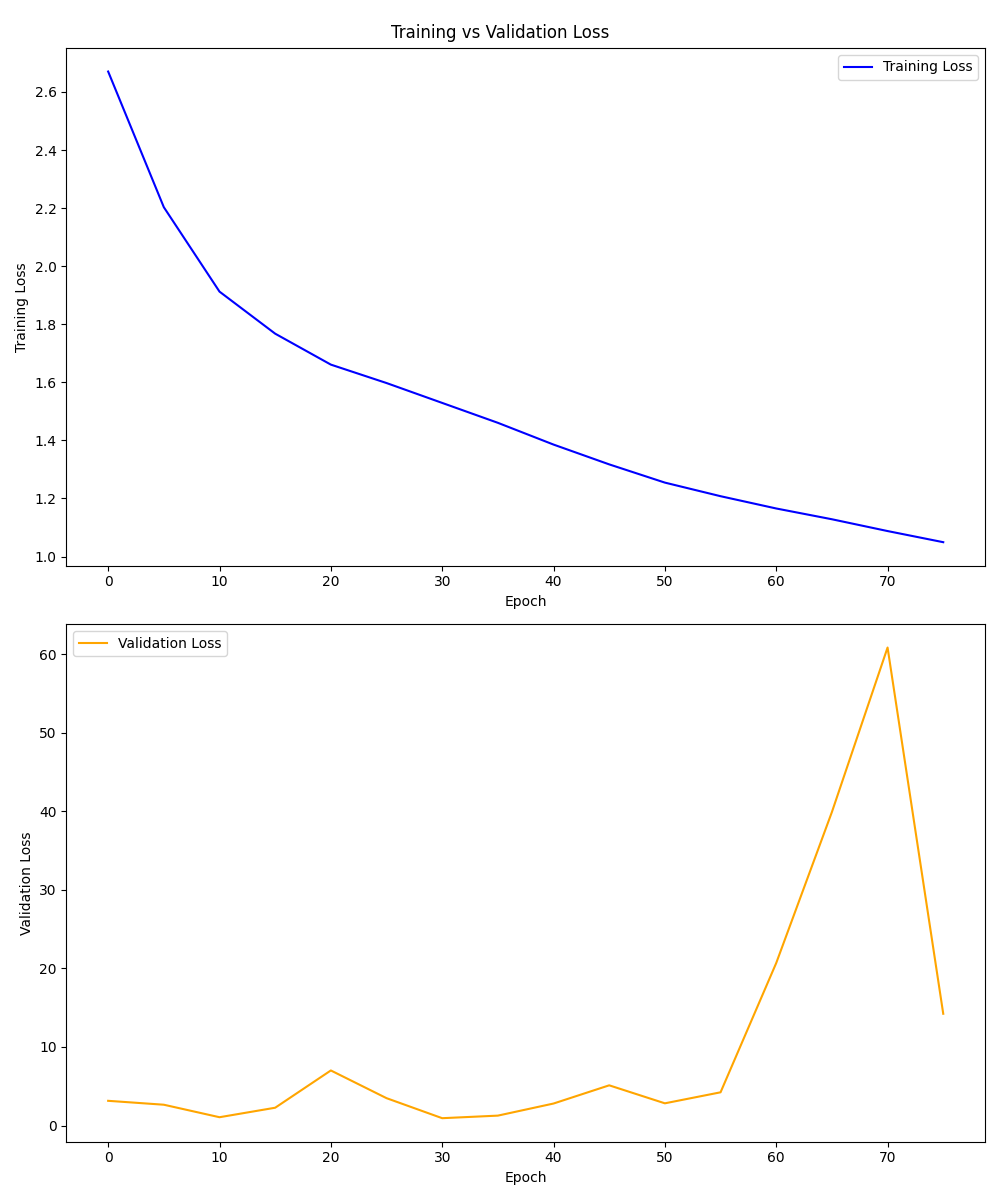 Training vs Validation Loss
Training Loss
2.6
2.4
2.2
2.0
1.8
1.6
1.4
1.2
1.0
Training Loss
0 10 20 30 40 50 60 70
Epoch
Validation Loss
60
50
40
30
20
10
0
Validation Loss
0 10 20 30 40 50 60 70
Epoch